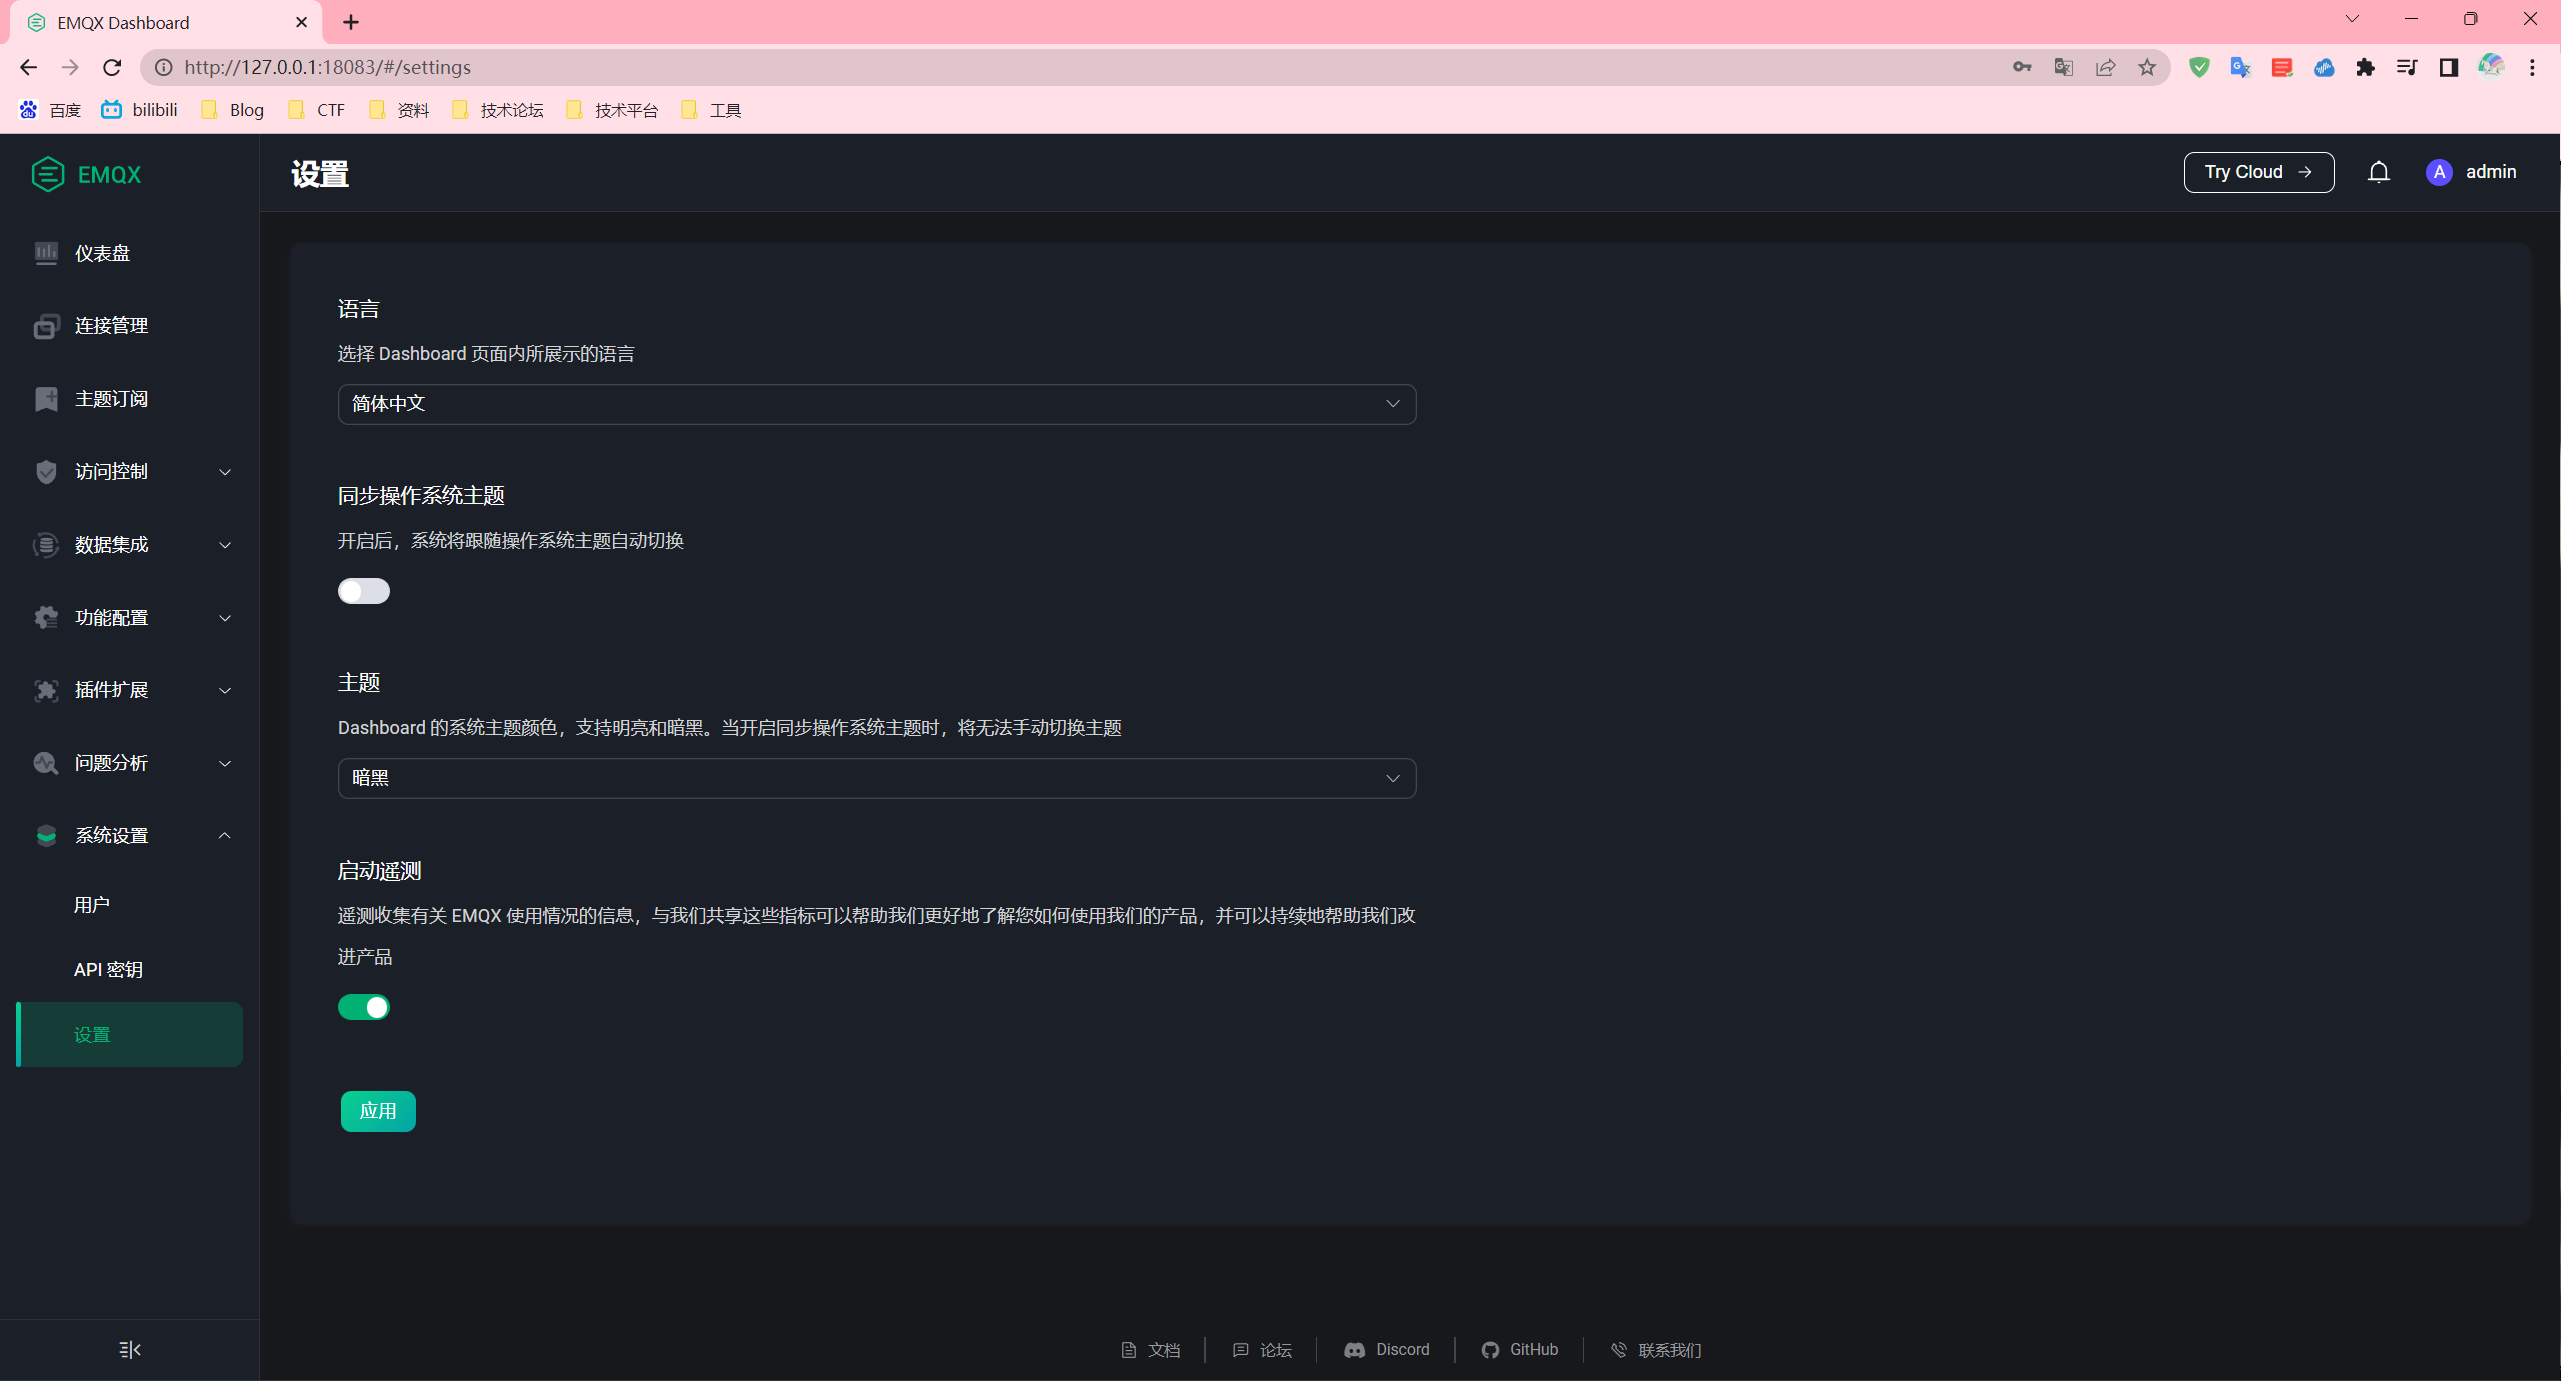 EMQX Dashboard
http://127.0.0.1:18083/#/settings
百度
bilibili
Blog
CTF
资料
技术论坛
技术平台
工具
EMQX
设置
Try Cloud
A
admin
仪表盘
连接管理
主题订阅
访问控制
数据集成
功能配置
插件扩展
问题分析
系统设置
用户
API 密钥
设置
语言
选择 Dashboard 页面内所展示的语言
简体中文
同步操作系统主题
开启后，系统将跟随操作系统主题自动切换
主题
Dashboard 的系统主题颜色，支持明亮和暗黑。当开启同步操作系统主题时，将无法手动切换主题
暗黑
启动遥测
遥测收集有关 EMQX 使用情况的信息，与我们共享这些指标可以帮助我们更好地了解您如何使用我们的产品，并可以持续地帮助我们改
进产品
应用
文档
论坛
Discord
GitHub
联系我们